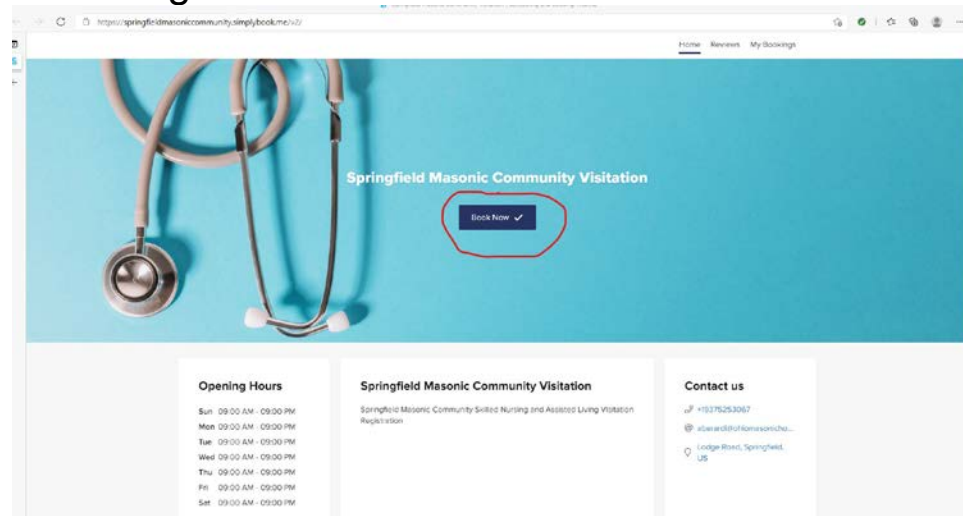 https://springfieldmasoniccommunity.simplybook.me/v2/
Home Reviews My Bookings
Springfield Masonic Community Visitation
Book Now
Opening Hours
Sun 09:00 AM - 09:00 PM
Mon 09:00 AM - 09:00 PM
Tue 09:00 AM - 09:00 PM
Wed 09:00 AM - 09:00 PM
Thu 09:00 AM - 09:00 PM
Fri 09:00 AM - 09:00 PM
Sat 09:00 AM - 09:00 PM
Springfield Masonic Community Visitation
Springfield Masonic Community Skilled Nursing and Assisted Living Visitation
Registration
Contact us
+19375253067
Lodge Road, Springfield,
US